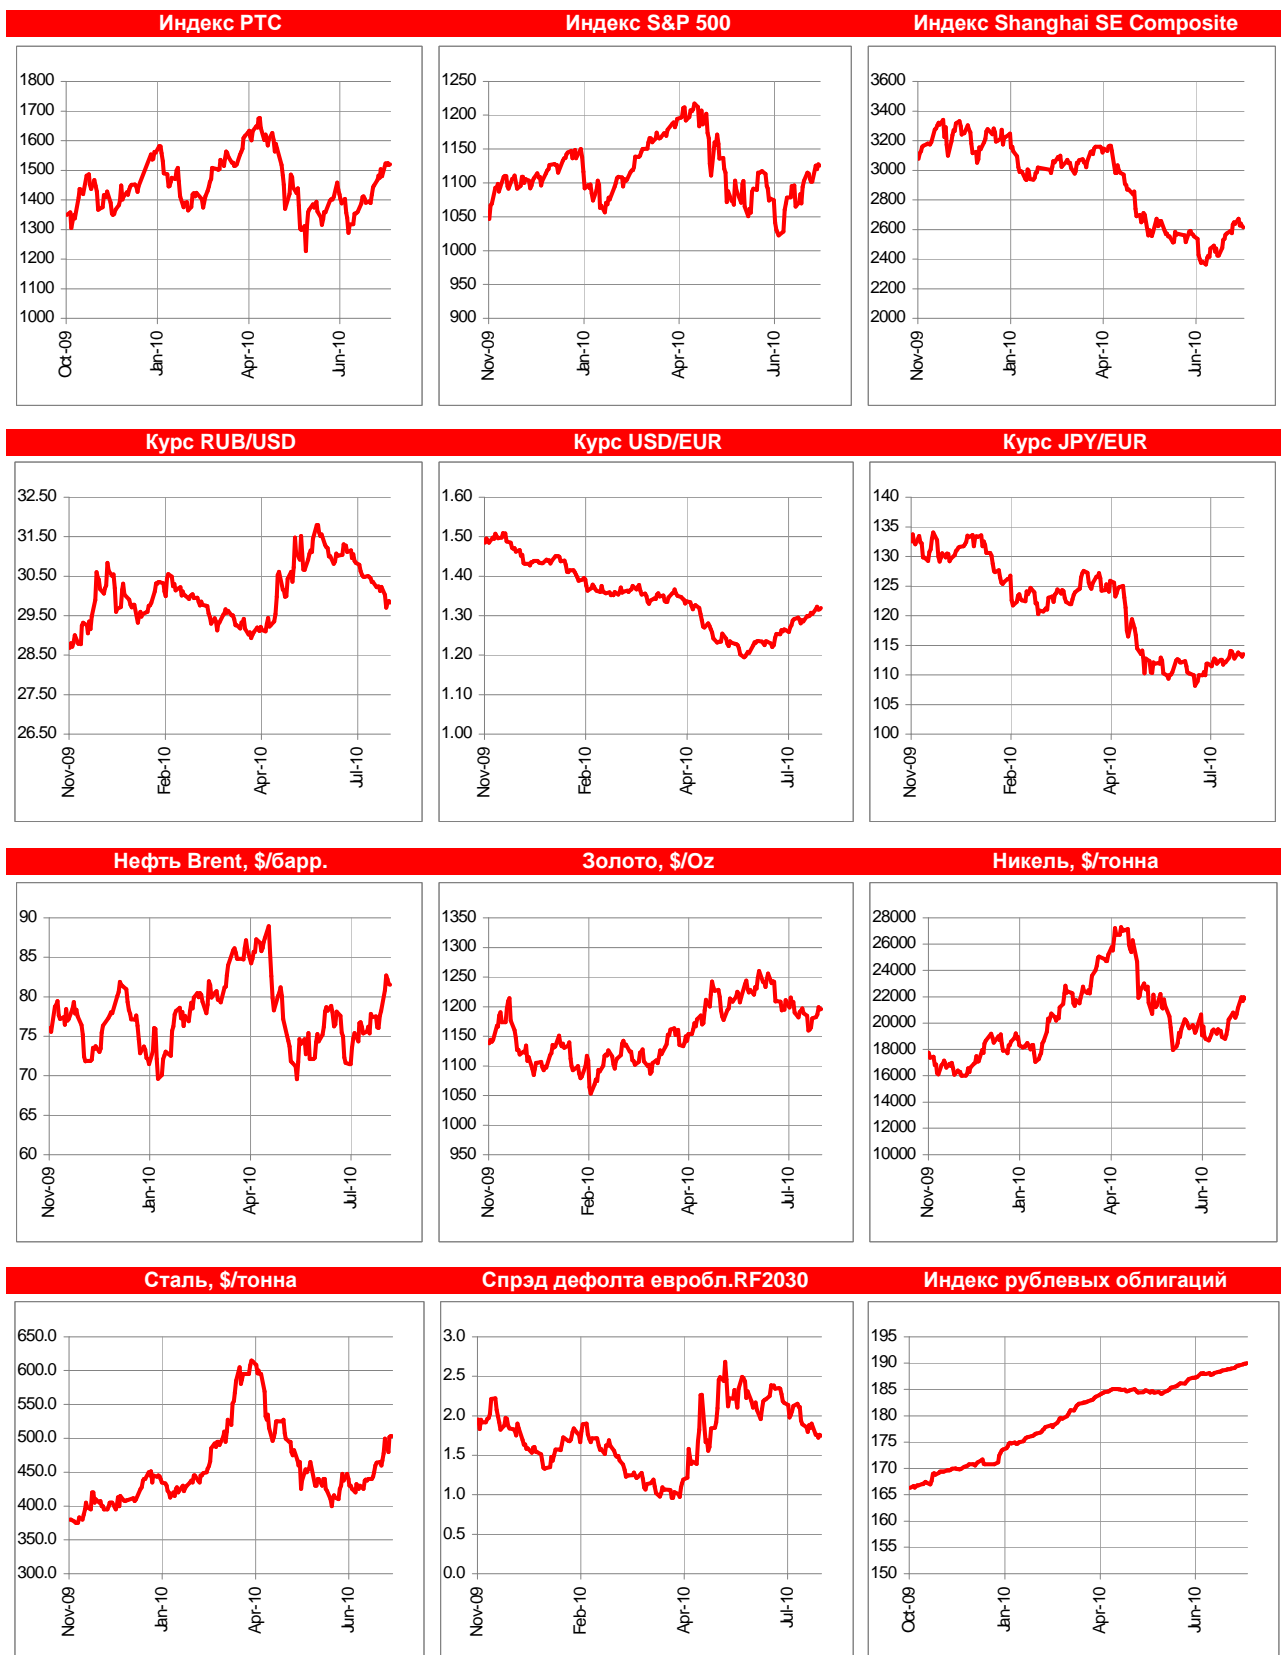 Индекс РТС
Индекс S&P 500
Индекс Shanghai SE Composite
1800
1700
1600
1500
1400
1300
1200
1100
1000
Oct-09
Jan-10
Apr-10
Jun-10
1250
1200
1150
1100
1050
1000
950
900
Nov-09
Jan-10
Apr-10
Jun-10
3600
3400
3200
3000
2800
2600
2400
2200
2000
Nov-09
Jan-10
Apr-10
Jun-10
Курс RUB/USD
Курс USD/EUR
Курс JPY/EUR
32.50
31.50
30.50
29.50
28.50
27.50
26.50
Nov-09
Feb-10
Apr-10
Jul-10
1.60
1.50
1.40
1.30
1.20
1.10
1.00
Nov-09
Feb-10
Apr-10
Jul-10
140
135
130
125
120
115
110
105
100
Nov-09
Feb-10
Apr-10
Jul-10
Нефть Brent, $/барр.
Золото, $/Oz
Никель, $/тонна
90
85
80
75
70
65
60
Nov-09
Jan-10
Apr-10
Jul-10
1350
1300
1250
1200
1150
1100
1050
1000
950
Nov-09
Feb-10
Apr-10
Jul-10
28000
26000
24000
22000
20000
18000
16000
14000
12000
10000
Nov-09
Jan-10
Apr-10
Jun-10
Сталь, $/тонна
Спрэд дефолта евробл.RF2030
Индекс рублевых облигаций
650.0
600.0
550.0
500.0
450.0
400.0
350.0
300.0
Nov-09
Jan-10
Apr-10
Jun-10
3.0
2.5
2.0
1.5
1.0
0.5
0.0
Nov-09
Feb-10
Apr-10
Jul-10
195
190
185
180
175
170
165
160
155
150
Oct-09
Jan-10
Apr-10
Jun-10